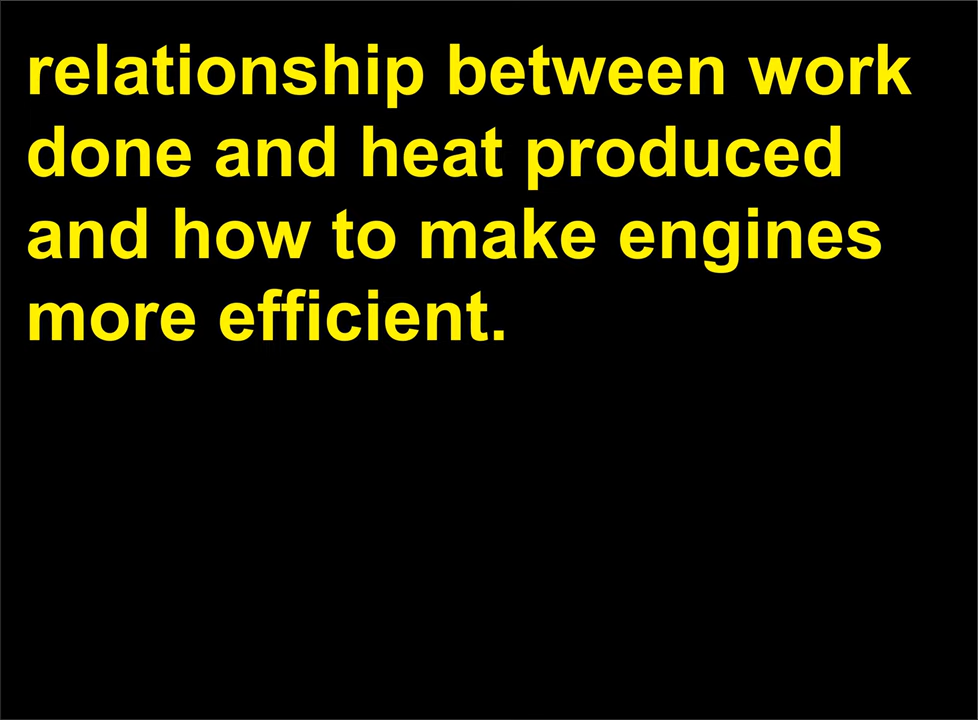 relationship between work
done and heat produced
and how to make engines
more efficient.